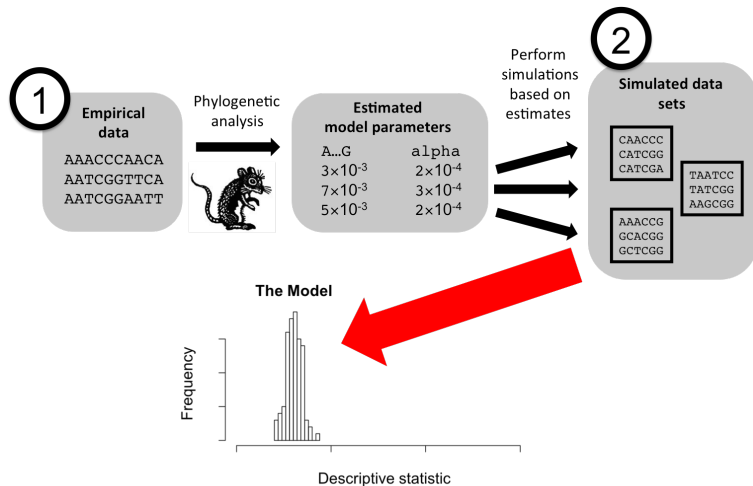 1
Empirical
data
AAACCCAACA
AATCGGTTCA
AATCGGAATT
Phylogenetic
analysis
Estimated
model parameters
A…G alpha
3×10⁻³ 2×10⁻⁴
7×10⁻³ 3×10⁻⁴
5×10⁻³ 2×10⁻⁴
Perform
simulations
based on
estimates
2
Simulated data
sets
CAACCC
CATCGG
CATCGA
TAATCC
TATCGG
AAGCGG
AAACCG
GCACGG
GCTCGG
The Model
Frequency
Descriptive statistic